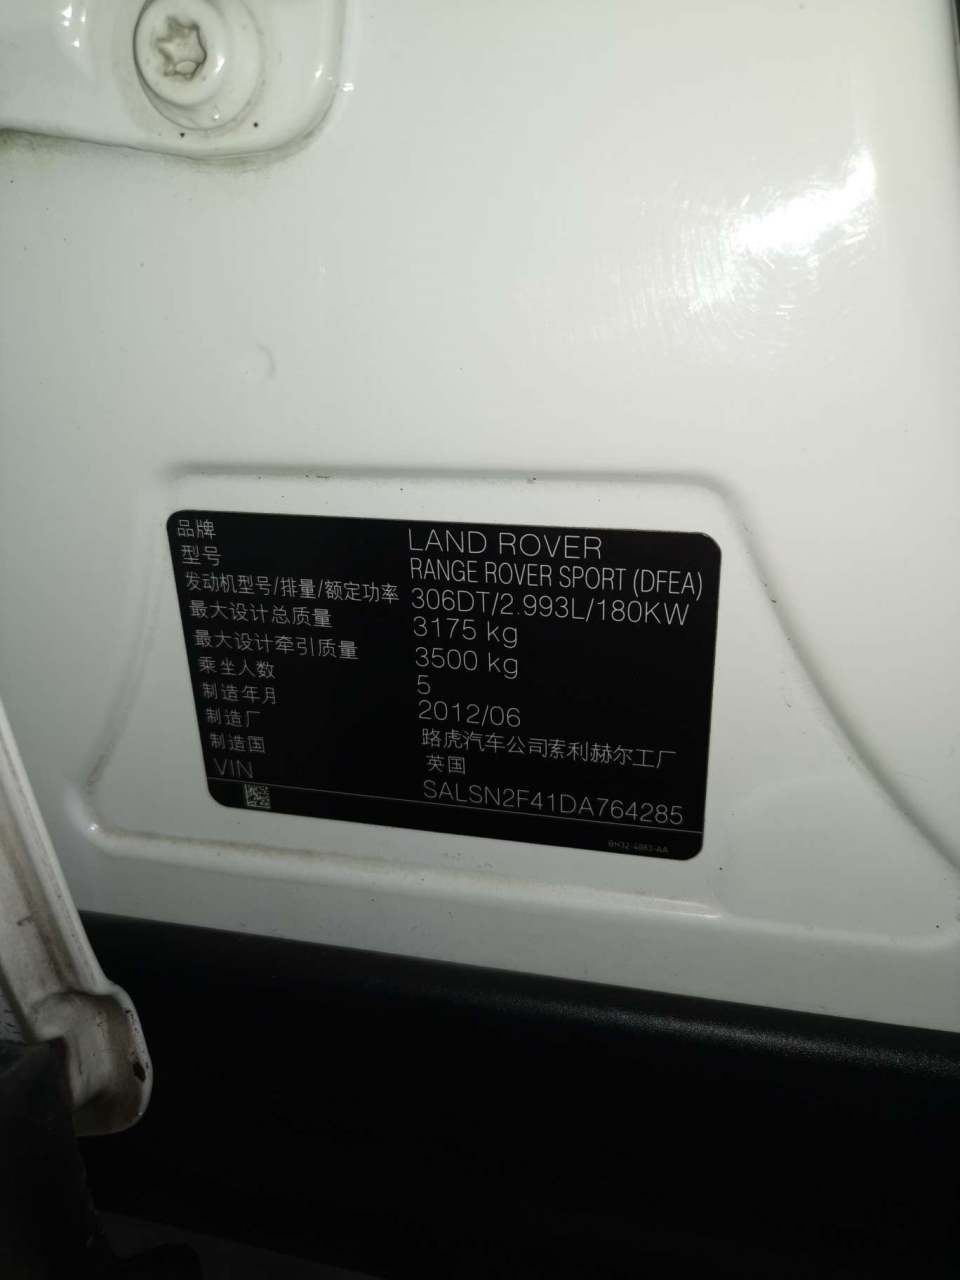 品牌 LAND ROVER
型号 RANGE ROVER SPORT (DFEA)
发动机型号/排量/额定功率 306DT/2.993L/180KW
最大设计总质量 3175 kg
最大设计牵引质量 3500 kg
乘坐人数 5
制造年月 2012/06
制造厂 路虎汽车公司索利赫尔工厂
制造国 英国
VIN SALSN2F41DA764285
BH32-4883-AA